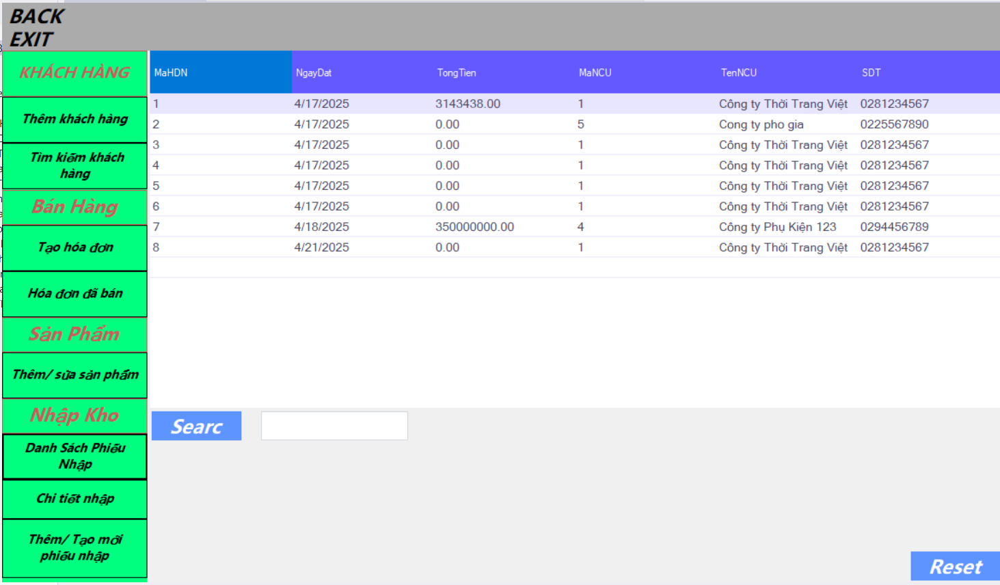 BACK
EXIT
KHÁCH HÀNG
Thêm khách hàng
Tìm kiếm khách
hàng
Bán Hàng
Tạo hóa đơn
Hóa đơn đã bán
Sản Phẩm
Thêm/ sửa sản phẩm
Nhập Kho
Danh Sách Phiếu
Nhập
Chi tiết nhập
Thêm/ Tạo mới
phiếu nhập
MaHDN NgayDat TongTien MaNCU TenNCU SDT
1 4/17/2025 3143438.00 1 Công ty Thời Trang Việt 0281234567
2 4/17/2025 0.00 5 Cong ty pho gia 0225567890
3 4/17/2025 0.00 1 Công ty Thời Trang Việt 0281234567
4 4/17/2025 0.00 1 Công ty Thời Trang Việt 0281234567
5 4/17/2025 0.00 1 Công ty Thời Trang Việt 0281234567
6 4/17/2025 0.00 1 Công ty Thời Trang Việt 0281234567
7 4/18/2025 350000000.00 4 Công ty Phụ Kiện 123 0294456789
8 4/21/2025 0.00 1 Công ty Thời Trang Việt 0281234567
Searc
Reset